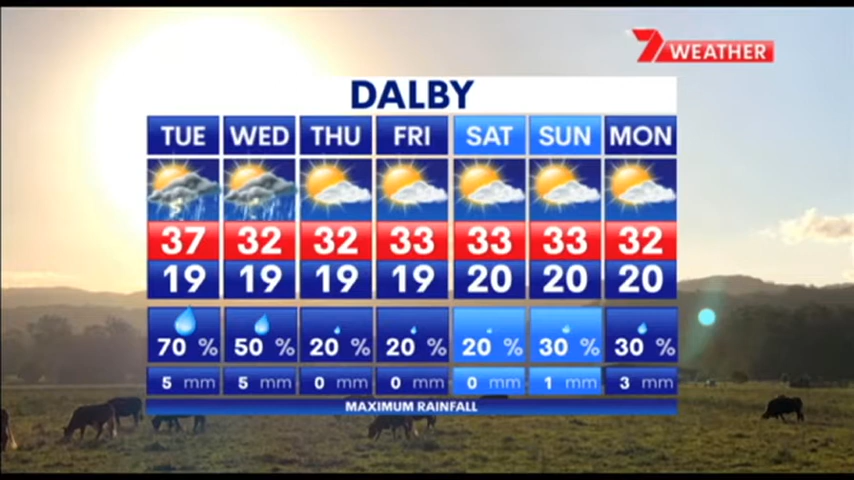 7 WEATHER
DALBY
TUE WED THU FRI SAT SUN MON
37 32 32 33 33 33 32
19 19 19 19 20 20 20
70 % 50 % 20 % 20 % 20 % 30 % 30 %
5 mm 5 mm 0 mm 0 mm 0 mm 1 mm 3 mm
MAXIMUM RAINFALL